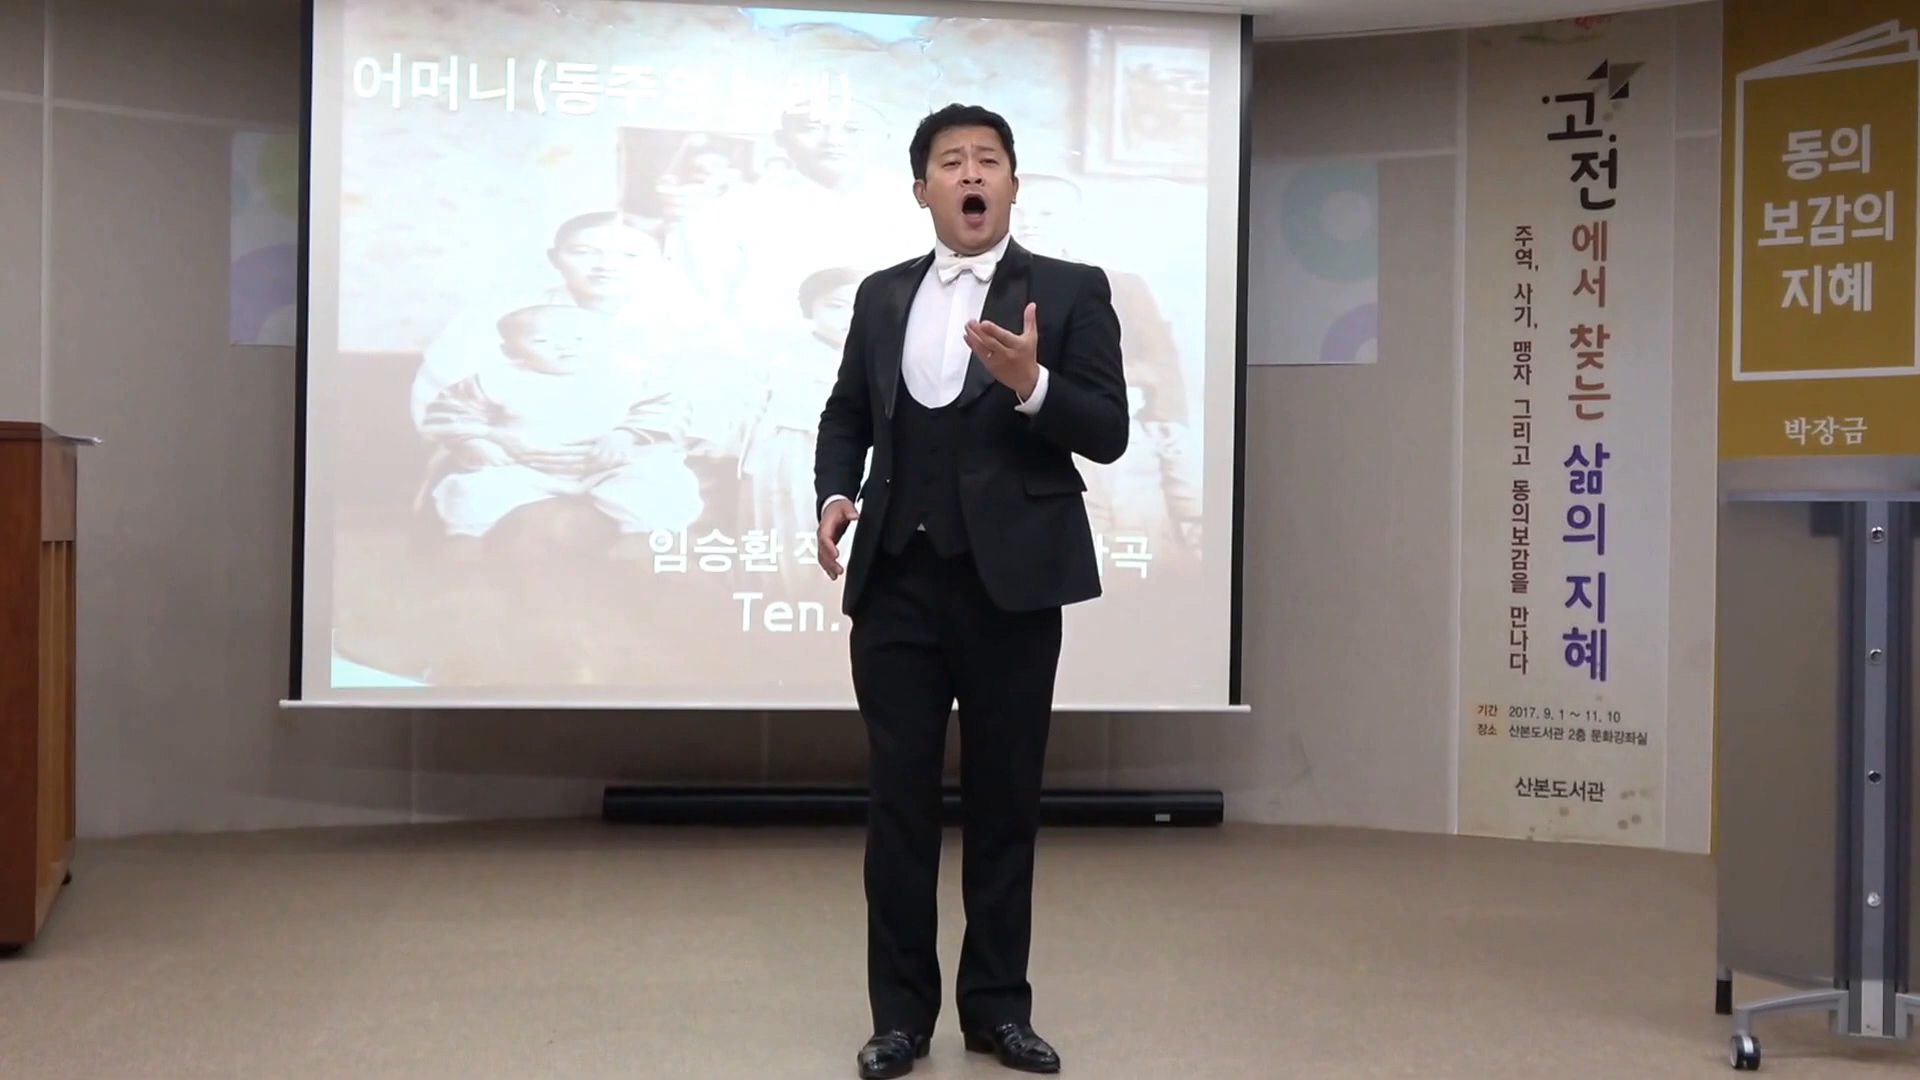 어머니 (동주의 노래)
임승환 작
곡
Ten.
고전에서 찾는 삶의 지혜
주역, 사기, 맹자 그리고 동의보감을 만나다
기간 2017. 9. 1 ~ 11. 10
장소 산본도서관 2층 문화강좌실
산본도서관
동의
보감의
지혜
박장금